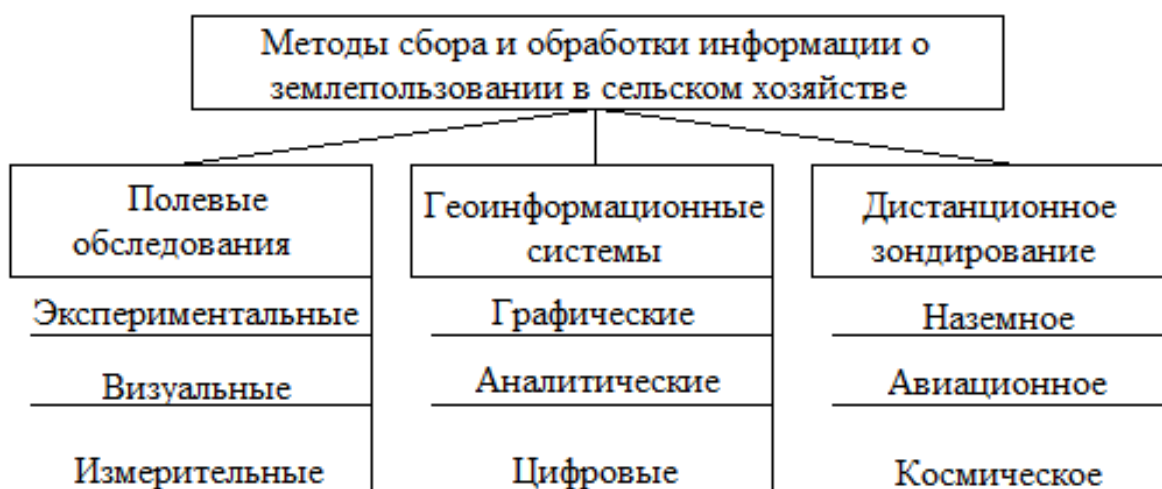 Методы сбора и обработки информации о
землепользовании в сельском хозяйстве
Полевые
обследования
Экспериментальные
Визуальные
Измерительные
Геоинформационные
системы
Графические
Аналитические
Цифровые
Дистанционное
зондирование
Наземное
Авиационное
Космическое